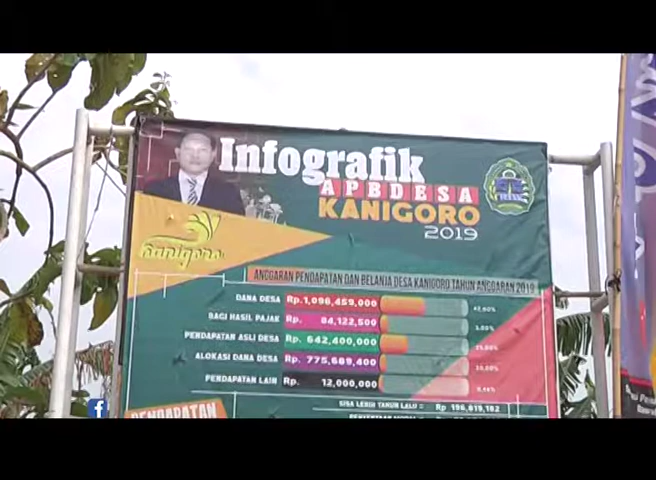 Infografik
APBDESA
KANIGORO
2019
Kanigoro
ANGGARAN PENDAPATAN DAN BELANJA DESA KANIGORO TAHUN ANGGARAN 2019
DANA DESA Rp.1,096,459,000
BAGI HASIL PAJAK Rp. 84,122,500
PENDAPATAN ASLI DESA Rp. 642,400,000
ALOKASI DANA DESA Rp. 775,689,400
PENDAPATAN LAIN Rp. 12,000,000
SISA LEBIH TAHUN LALU = Rp 196,819,162
PENDAPATAN